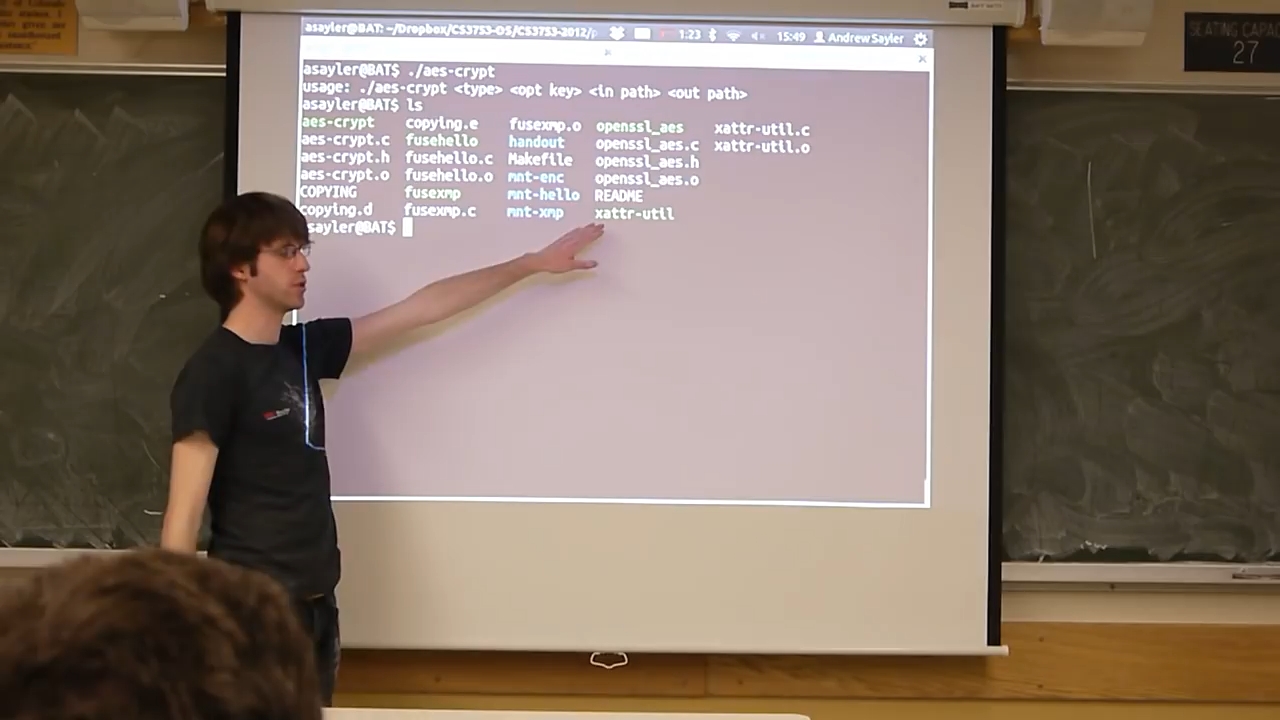 asayler@BAT: ~/Dropbox/CS3753-OS/CS3753-2012/p 1:23 15:49 Andrew Sayler
asayler@BAT$ ./aes-crypt
usage: ./aes-crypt <type> <opt key> <in path> <out path>
asayler@BAT$ ls
aes-crypt copying.e fusexmp.o openssl_aes xattr-util.c
aes-crypt.c fusehello handout openssl_aes.c xattr-util.o
aes-crypt.h fusehello.c Makefile openssl_aes.h
aes-crypt.o fusehello.o mnt-enc openssl_aes.o
COPYING fusexmp mnt-hello README
copying.d fusexmp.c mnt-xmp xattr-util
asayler@BAT$
SEATING CAPA
27